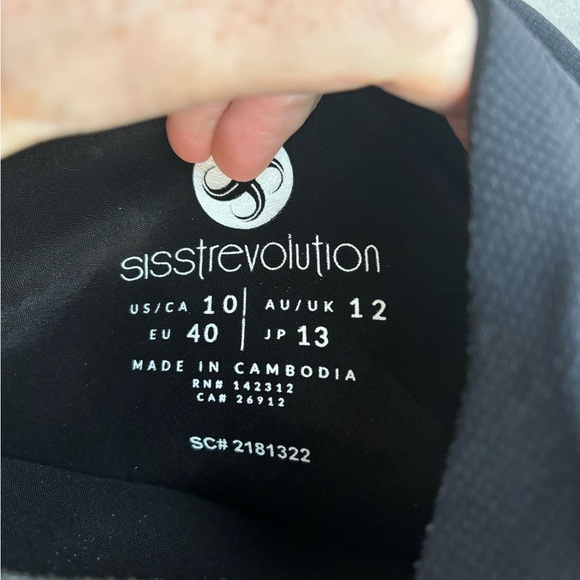 sisstrevolution
US/CA 10 | AU/UK 12
EU 40 | JP 13
MADE IN CAMBODIA
RN# 142312
CA# 26912
SC# 2181322